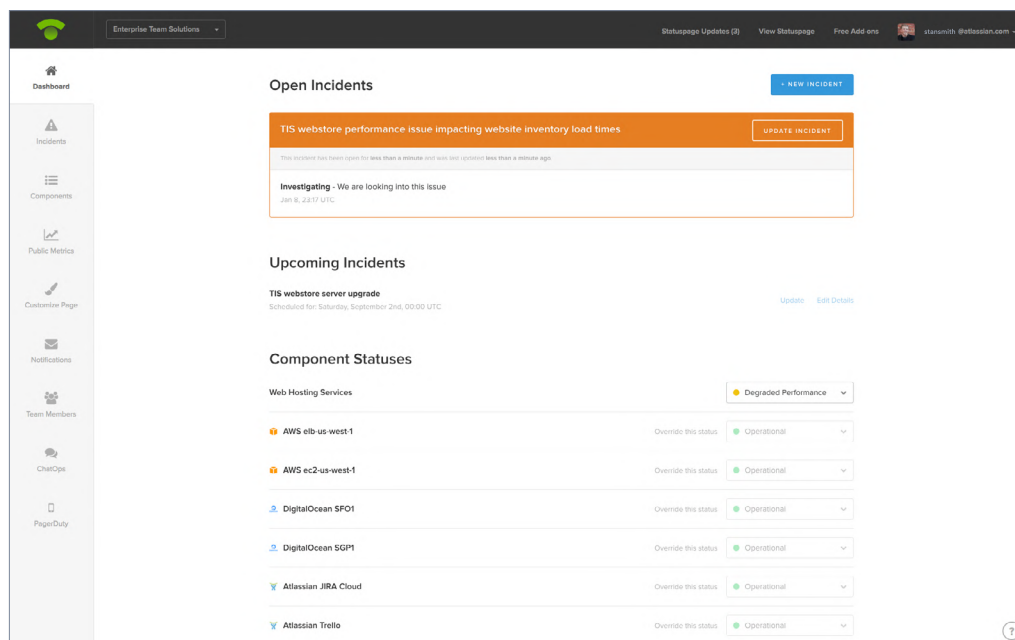 Enterprise Team Solutions
Statuspage Updates (3) View Statuspage Free Add-ons stansmith @atlassian.com
Dashboard
Incidents
Components
Public Metrics
Customize Page
Notifications
Team Members
ChatOps
PagerDuty
Open Incidents
+ NEW INCIDENT
TIS webstore performance issue impacting website inventory load times
UPDATE INCIDENT
This incident has been open for less than a minute and was last updated less than a minute ago
Investigating - We are looking into this issue
Jan 8, 23:17 UTC
Upcoming Incidents
TIS webstore server upgrade
Scheduled for: Saturday, September 2nd, 00:00 UTC
Update Edit Details
Component Statuses
Web Hosting Services Degraded Performance
AWS elb-us-west-1 Override this status Operational
AWS ec2-us-west-1 Override this status Operational
DigitalOcean SFO1 Override this status Operational
DigitalOcean SGP1 Override this status Operational
Atlassian JIRA Cloud Override this status Operational
Atlassian Trello Override this status Operational
?